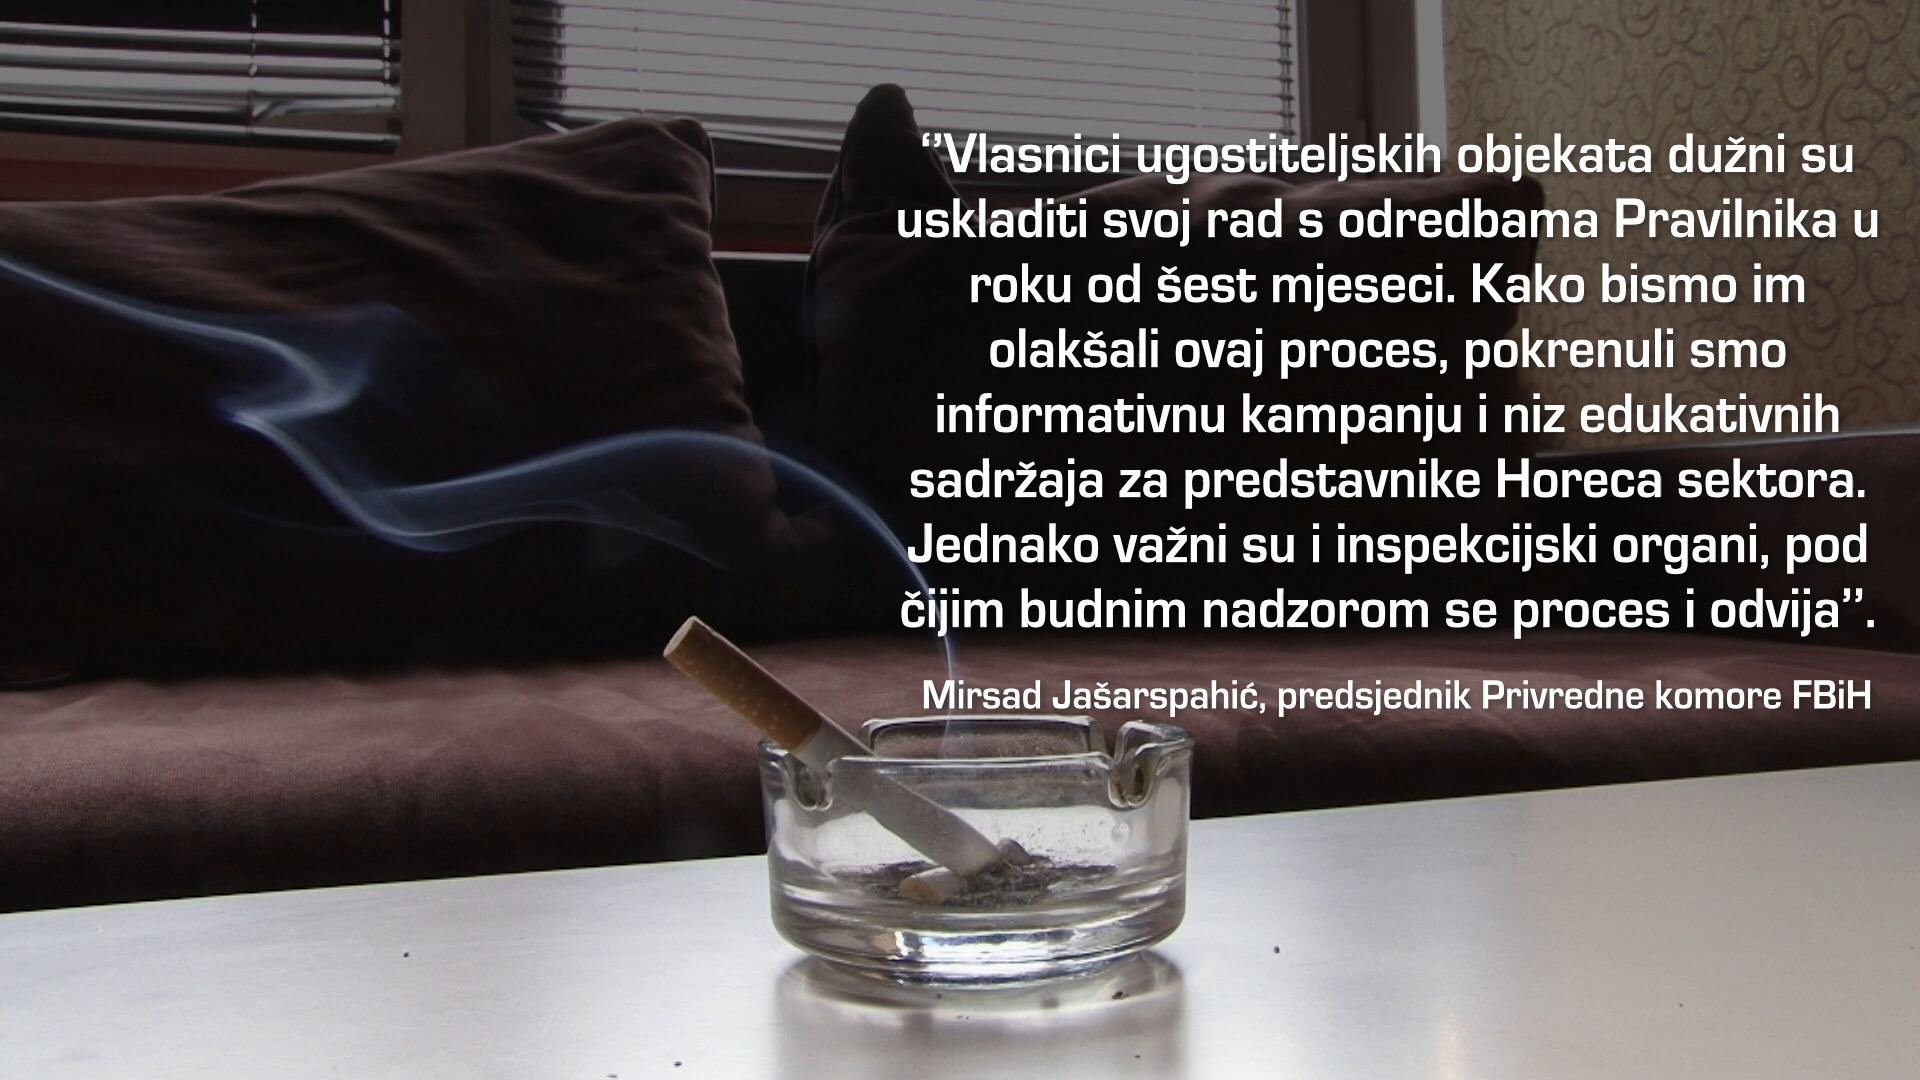 ‘’Vlasnici ugostiteljskih objekata dužni su
uskladiti svoj rad s odredbama Pravilnika u
roku od šest mjeseci. Kako bismo im
olakšali ovaj proces, pokrenuli smo
informativnu kampanju i niz edukativnih
sadržaja za predstavnike Horeca sektora.
Jednako važni su i inspekcijski organi, pod
čijim budnim nadzorom se proces i odvija’’.
Mirsad Jašarspahić, predsjednik Privredne komore FBiH